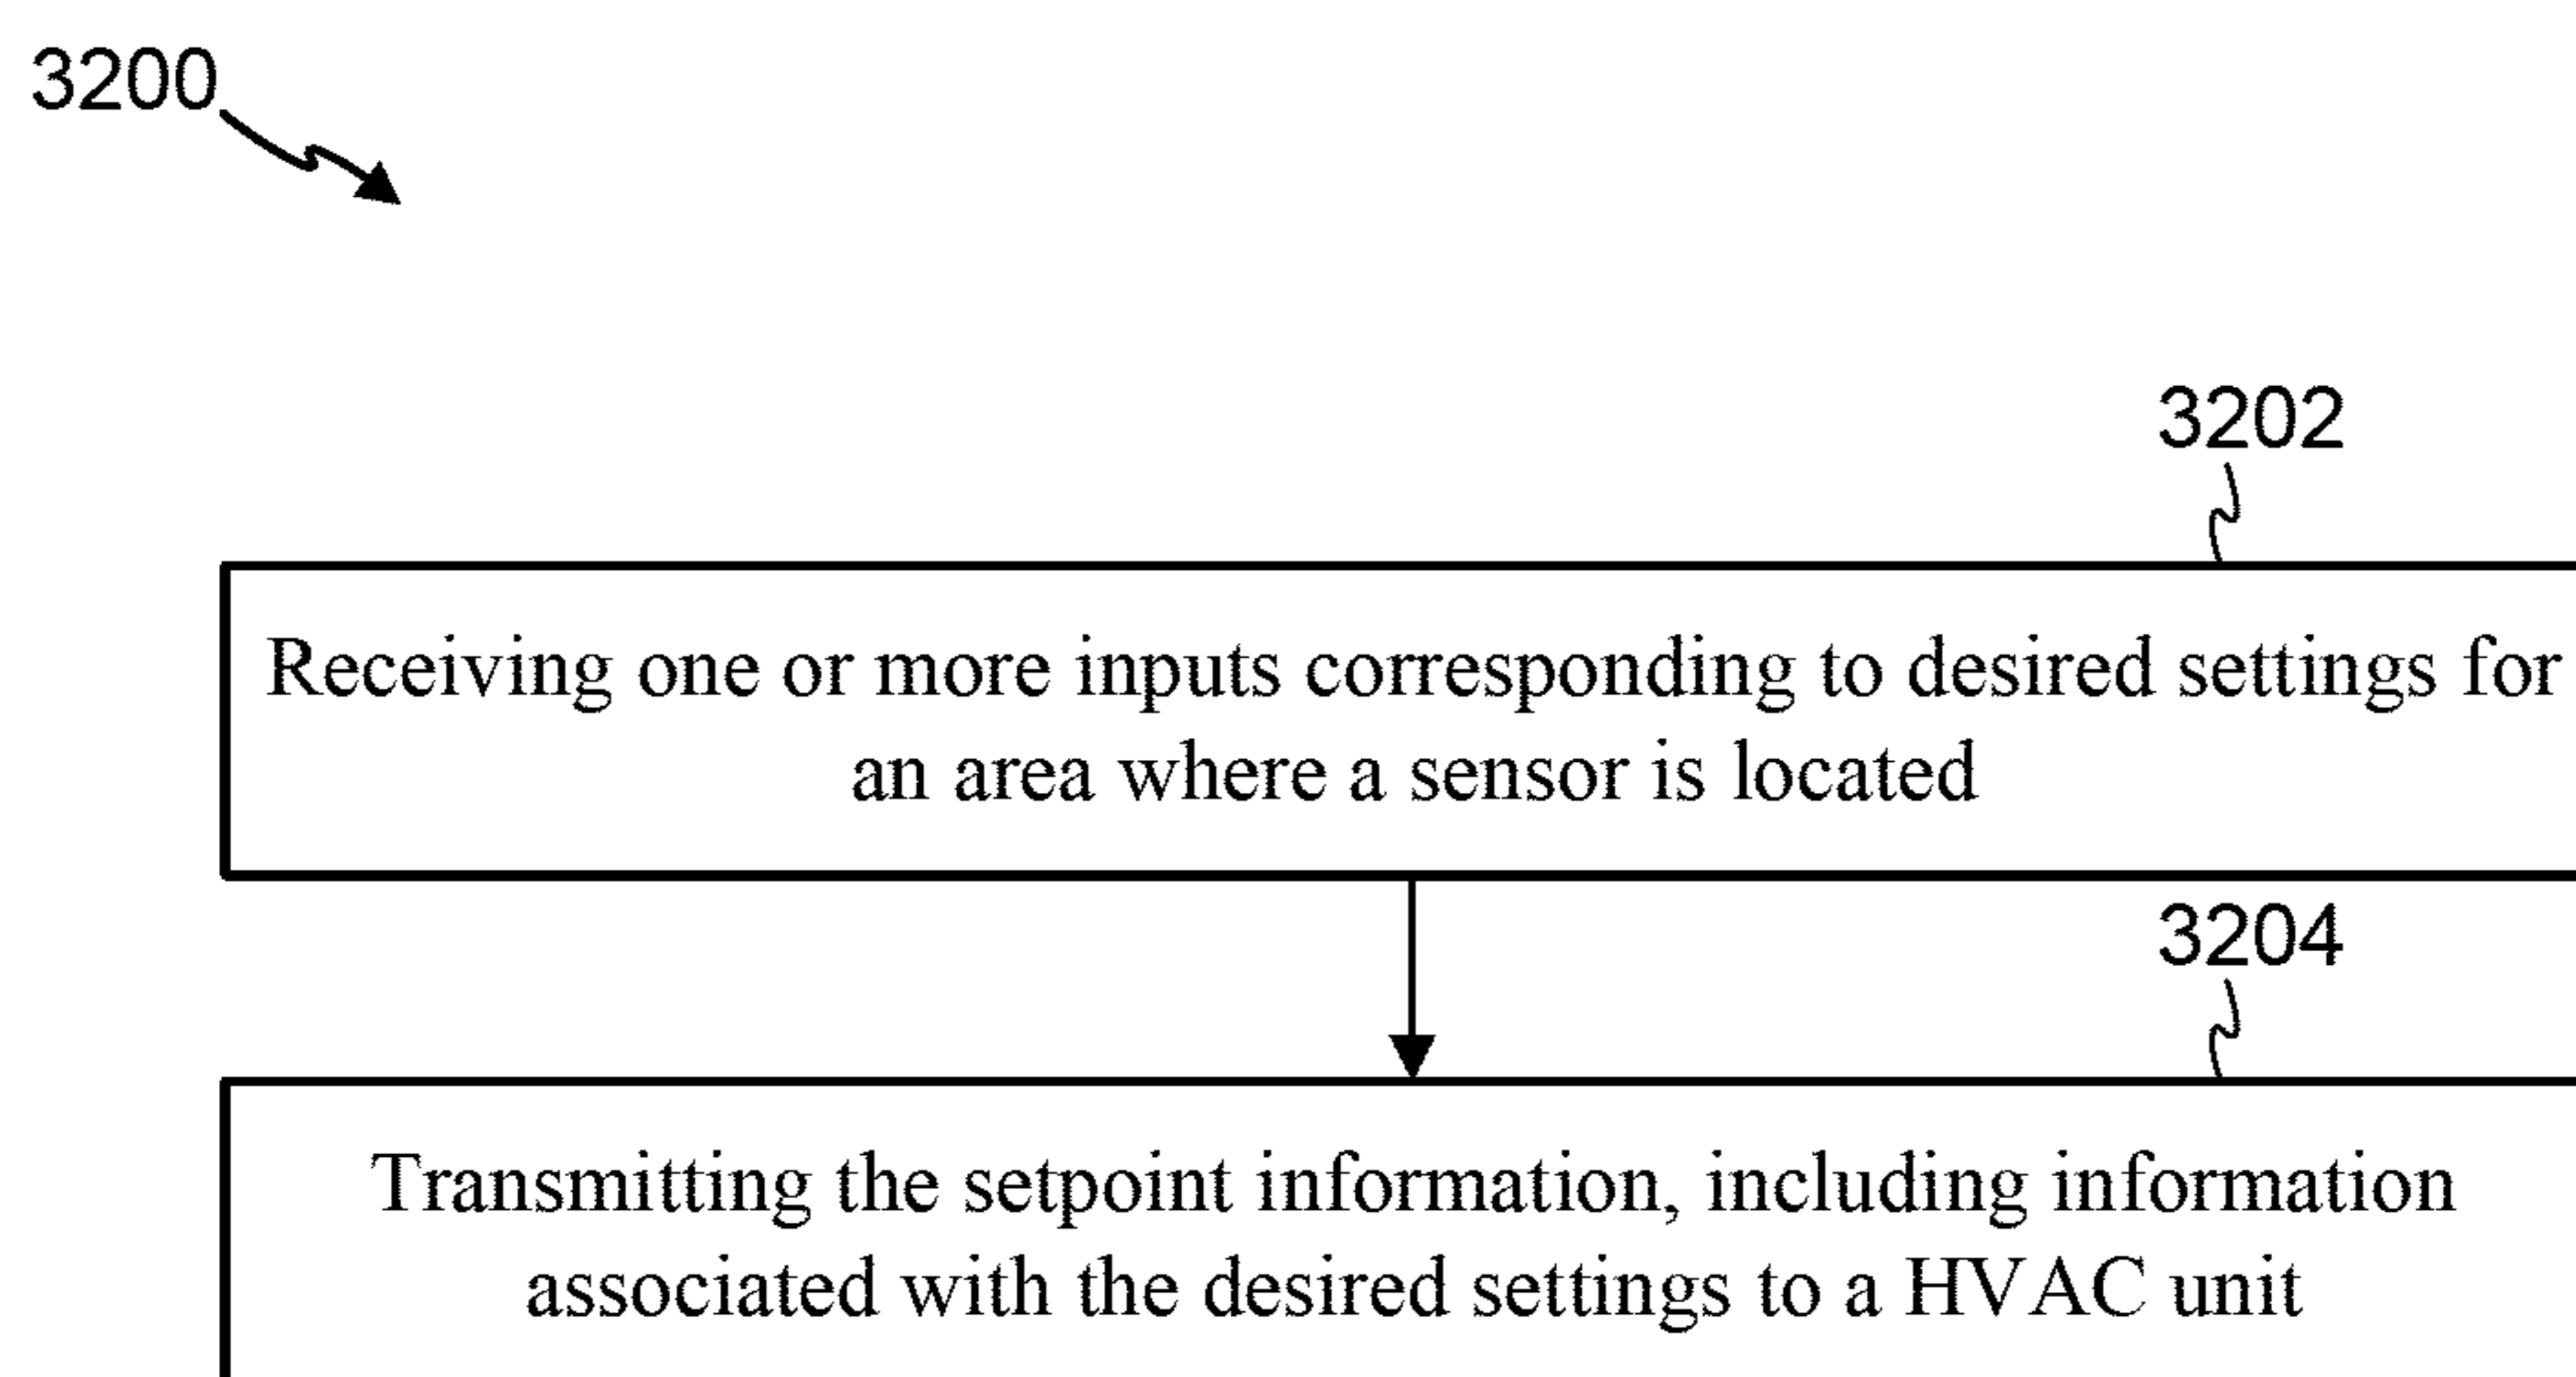 3200
3202
Receiving one or more inputs corresponding to desired settings for
an area where a sensor is located
3204
Transmitting the setpoint information, including information
associated with the desired settings to a HVAC unit